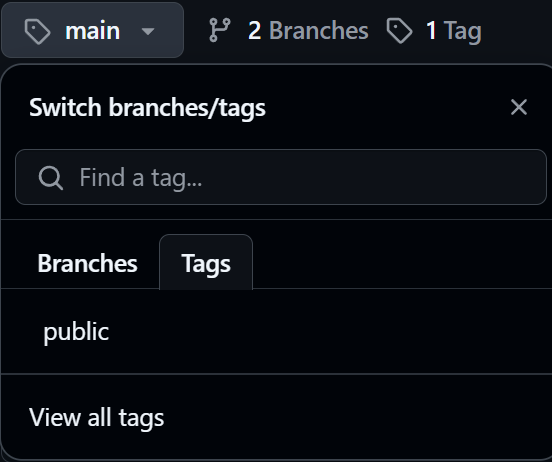 main 2 Branches 1 Tag
Switch branches/tags
Find a tag...
Branches Tags
public
View all tags